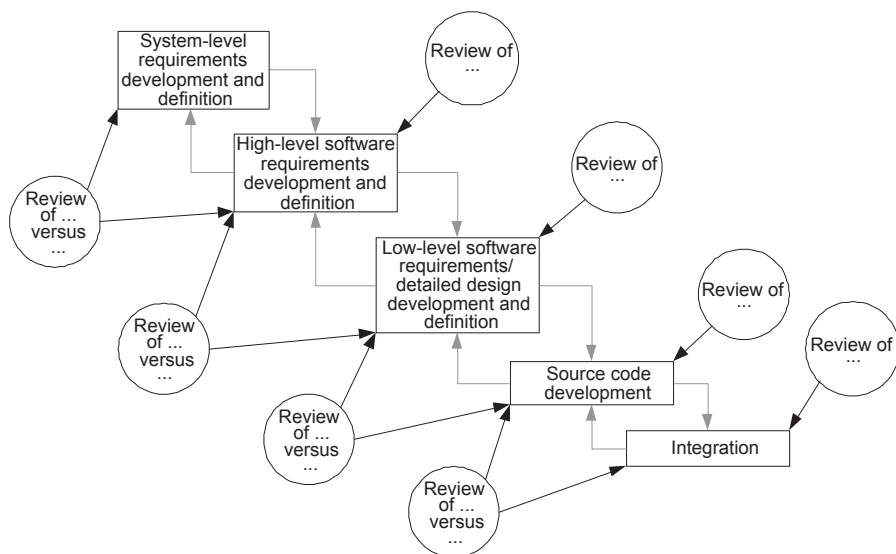 System-level
requirements
development and
definition
Review of
...
High-level software
requirements
development and
definition
Review of
...
Review
of ...
versus
...
Low-level software
requirements/
detailed design
development and
definition
Review of
...
Review
of ...
versus
...
Source code
development
Review of
...
Review
of ...
versus
...
Integration
Review
of ...
versus
...